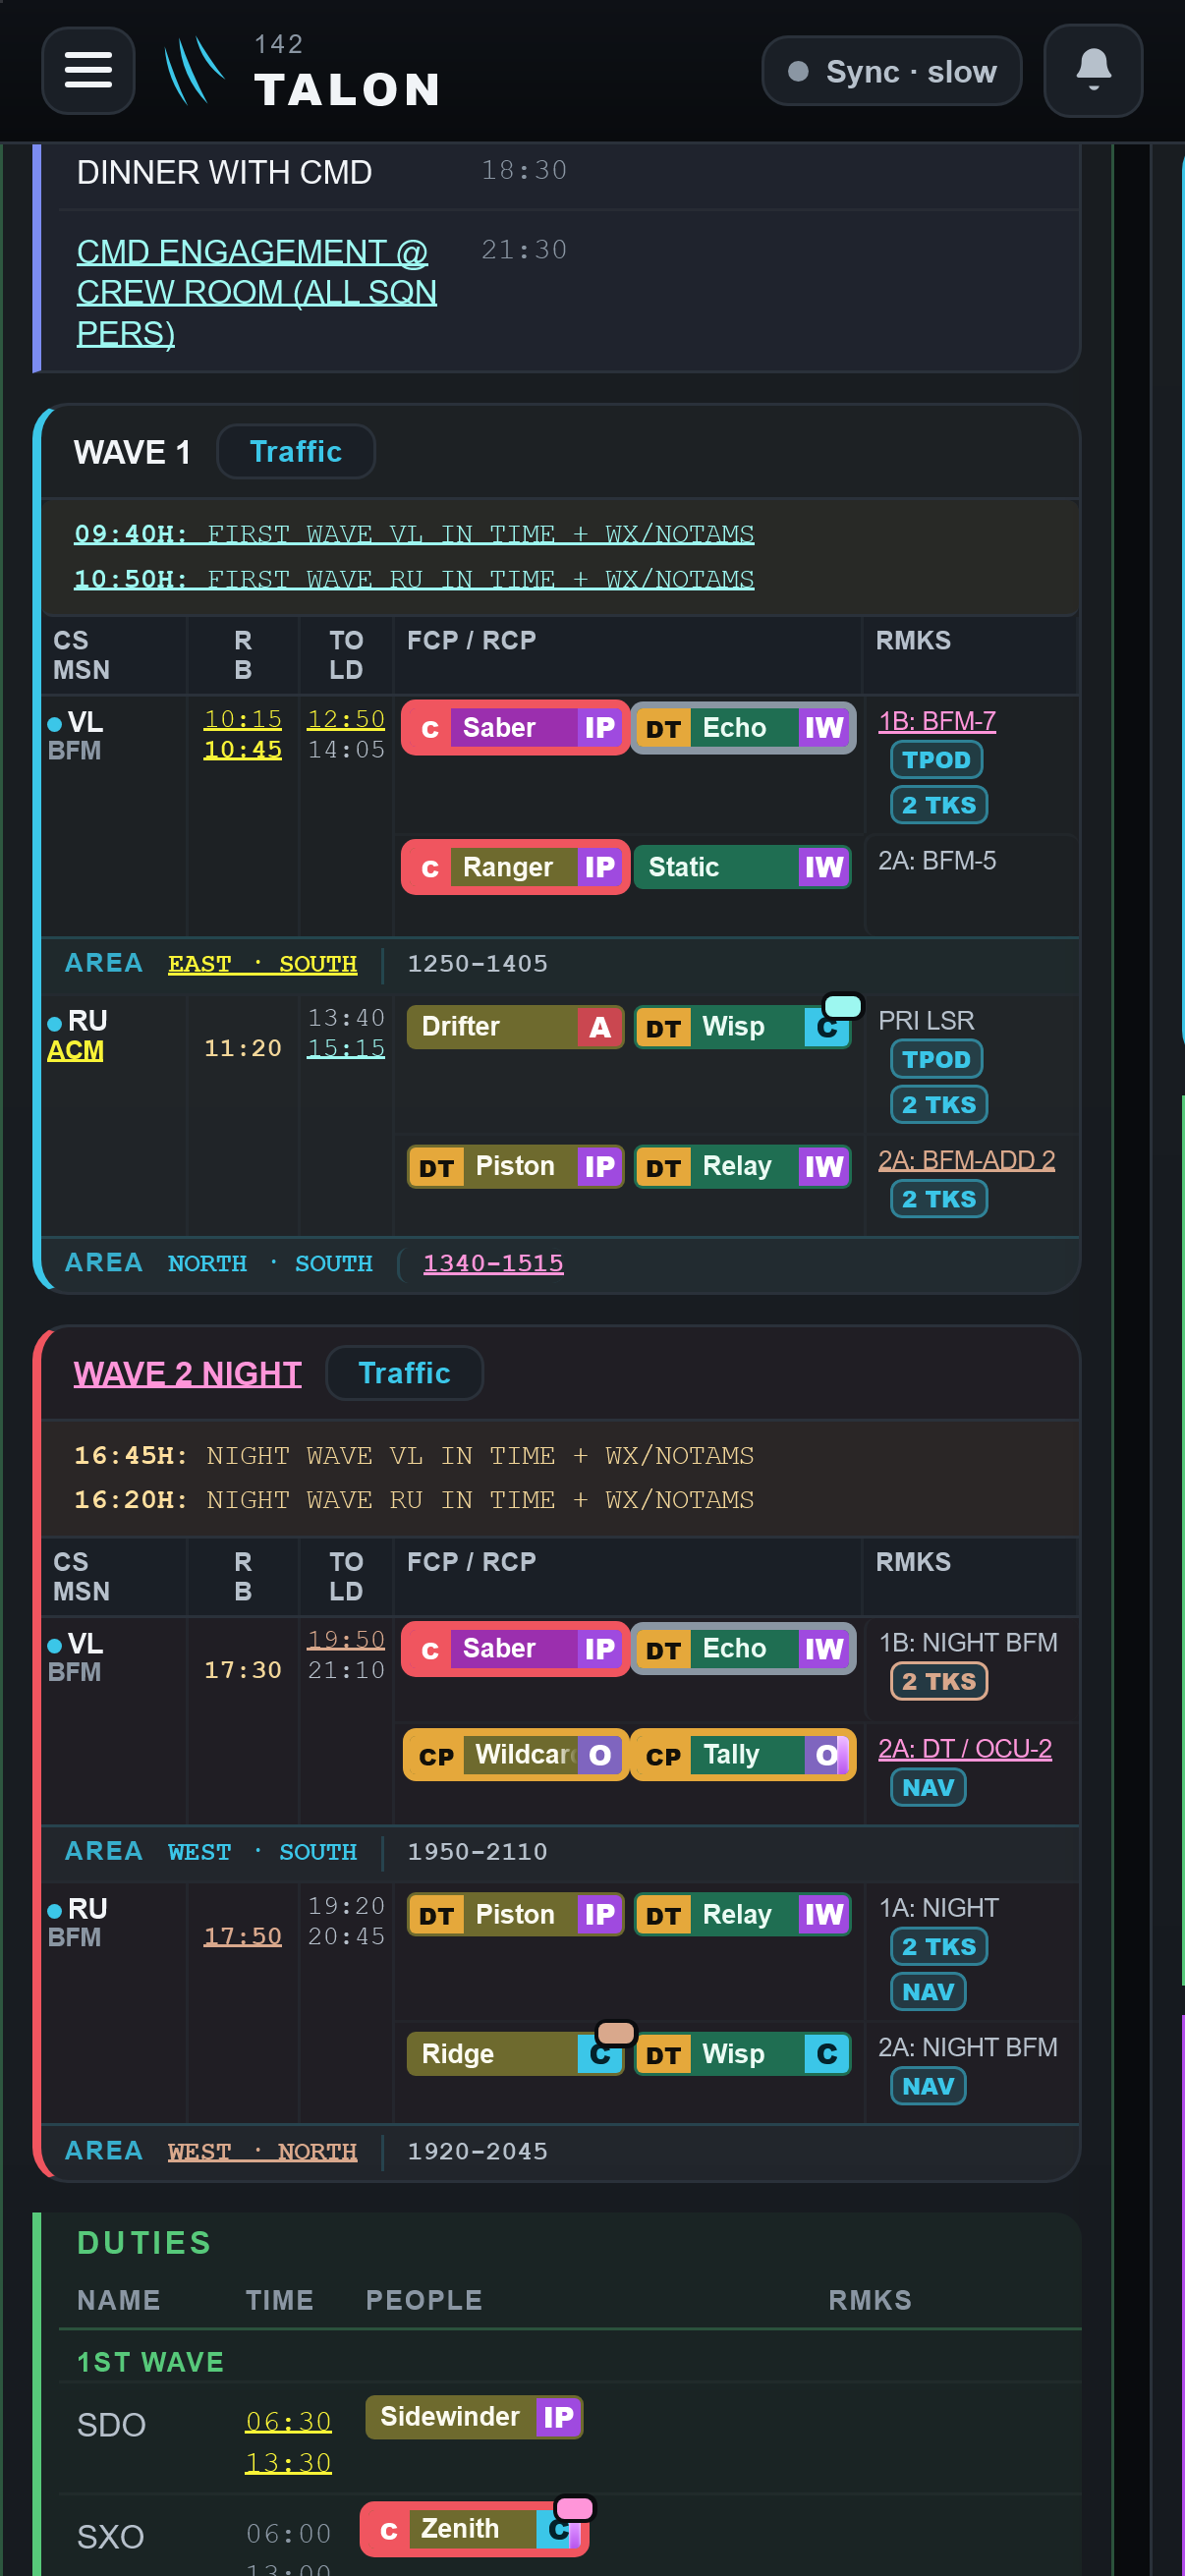 142
TALON
Sync · slow
DINNER WITH CMD 18:30
CMD ENGAGEMENT @ 21:30
CREW ROOM (ALL SQN
PERS)
WAVE 1 Traffic
09:40H: FIRST WAVE VL IN TIME + WX/NOTAMS
10:50H: FIRST WAVE RU IN TIME + WX/NOTAMS
CS R TO FCP / RCP RMKS
MSN B LD
VL 10:15 12:50 C Saber IP DT Echo IW 1B: BFM-7
BFM 10:45 14:05 TPOD
2 TKS
C Ranger IP Static IW 2A: BFM-5
AREA EAST · SOUTH 1250-1405
RU 13:40 Drifter A DT Wisp C PRI LSR
ACM 11:20 15:15 TPOD
2 TKS
DT Piston IP DT Relay IW 2A: BFM-ADD 2
2 TKS
AREA NORTH · SOUTH 1340-1515
WAVE 2 NIGHT Traffic
16:45H: NIGHT WAVE VL IN TIME + WX/NOTAMS
16:20H: NIGHT WAVE RU IN TIME + WX/NOTAMS
CS R TO FCP / RCP RMKS
MSN B LD
VL 19:50 C Saber IP DT Echo IW 1B: NIGHT BFM
BFM 17:30 21:10 2 TKS
CP Wildcard O CP Tally O 2A: DT / OCU-2
NAV
AREA WEST · SOUTH 1950-2110
RU 19:20 DT Piston IP DT Relay IW 1A: NIGHT
BFM 17:50 20:45 2 TKS
NAV
Ridge C DT Wisp C 2A: NIGHT BFM
NAV
AREA WEST · NORTH 1920-2045
DUTIES
NAME TIME PEOPLE RMKS
1ST WAVE
SDO 06:30 Sidewinder IP
13:30
SXO 06:00 C Zenith C
13:00